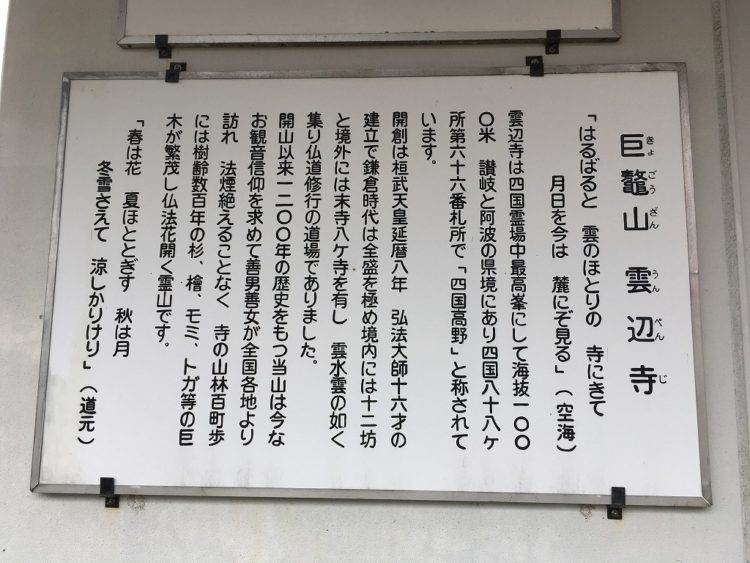 巨鼇山 雲辺寺
きょごうざん うんぺんじ
「はるばると 雲のほとりの 寺にきて
月日を今は 麓にぞ見る」(空海)
雲辺寺は四国霊場中最高峯にして海抜一〇〇
〇米 讃岐と阿波の県境にあり四国八十八ヶ
所第六十六番札所で「四国高野」と称されて
います。
開創は桓武天皇延暦八年 弘法大師十六才の
建立で鎌倉時代は全盛を極め境内には十二坊
と境外には末寺八ヶ寺を有し 雲水雲の如く
集り仏道修行の道場でありました。
開山以来一二〇〇年の歴史をもつ当山は今な
お観音信仰を求めて善男善女が全国各地より
訪れ 法煙絶えることなく 寺の山林百町歩
には樹齢数百年の杉、檜、モミ、トガ等の巨
木が繁茂し仏法花開く霊山です。
「春は花 夏ほととぎす 秋は月
冬雪さえて 涼しかりけり」(道元)